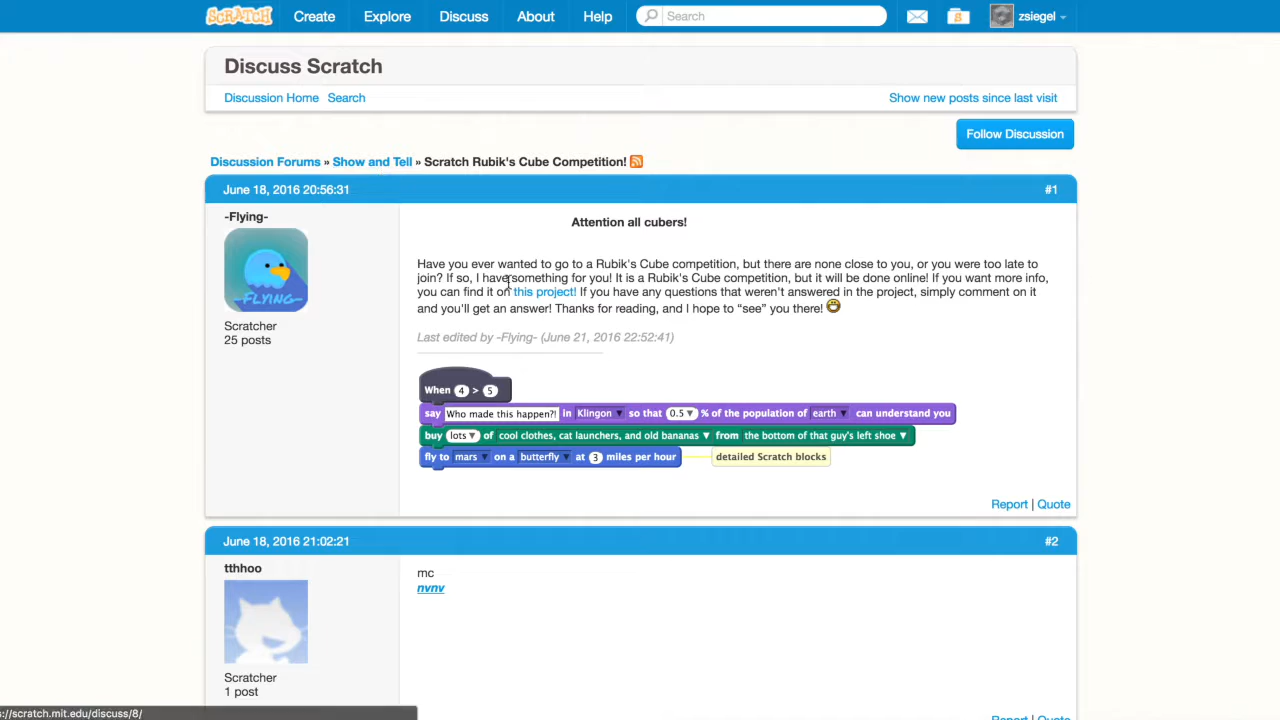 SCRATCH Create Explore Discuss About Help Search S zsiegel
Discuss Scratch
Discussion Home Search Show new posts since last visit
Follow Discussion
Discussion Forums » Show and Tell » Scratch Rubik's Cube Competition!
June 18, 2016 20:56:31 #1
-Flying-
FLYING-
Scratcher
25 posts
Attention all cubers!
Have you ever wanted to go to a Rubik's Cube competition, but there are none close to you, or you were too late to
join? If so, I have something for you! It is a Rubik's Cube competition, but it will be done online! If you want more info,
you can find it on this project! If you have any questions that weren't answered in the project, simply comment on it
and you'll get an answer! Thanks for reading, and I hope to “see” you there!
Last edited by -Flying- (June 21, 2016 22:52:41)
When 4 > 5
say Who made this happen?! in Klingon so that 0.5 % of the population of earth can understand you
buy lots of cool clothes, cat launchers, and old bananas from the bottom of that guy's left shoe
fly to mars on a butterfly at 3 miles per hour detailed Scratch blocks
Report | Quote
June 18, 2016 21:02:21 #2
tthhoo
Scratcher
1 post
mc
nvnv
Report | Quote
s://scratch.mit.edu/discuss/8/